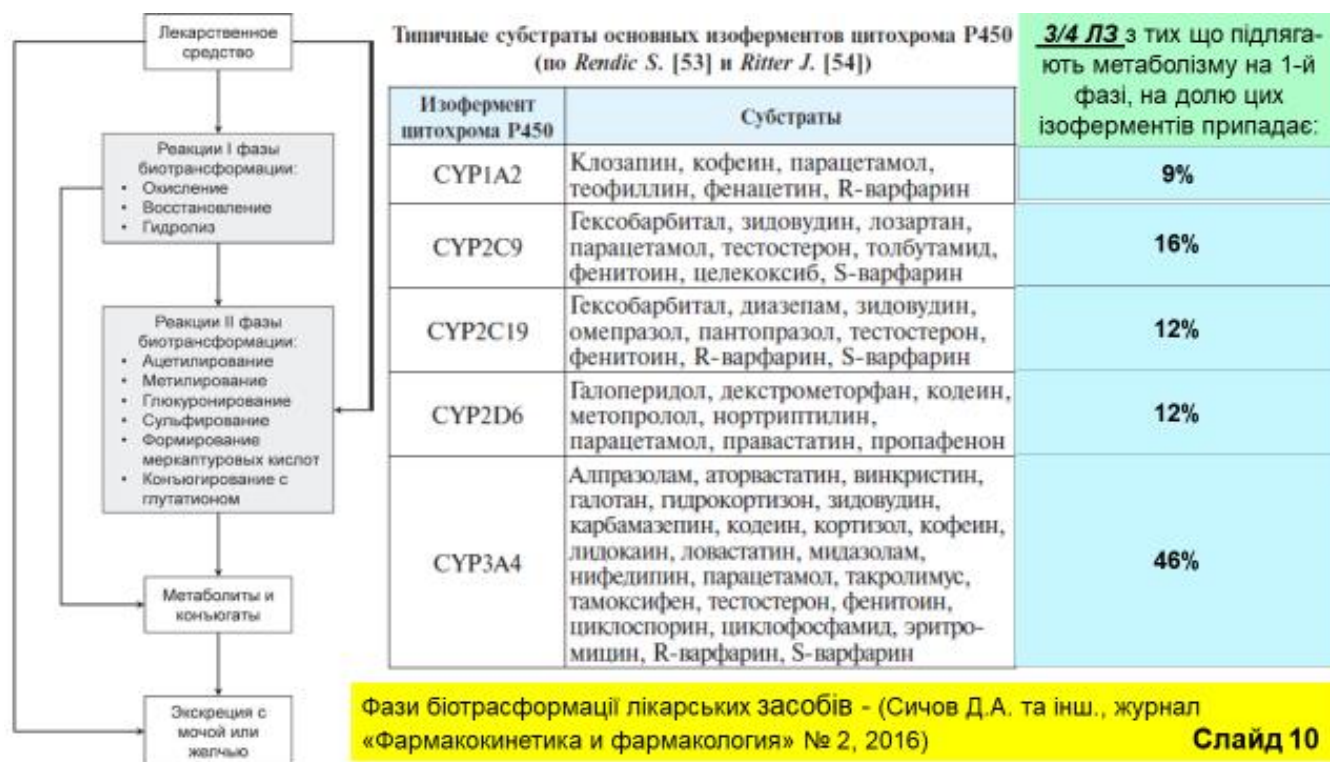 Лекарственное
средство
Реакции I фазы
биотрансформации:
• Окисление
• Восстановление
• Гидролиз
Реакции II фазы
биотрансформации:
• Ацетилирование
• Метилирование
• Глюкуронирование
• Сульфирование
• Формирование
меркаптуровых кислот
• Конъюгирование с
глутатионом
Метаболиты и
конъюгаты
Экскреция с
мочой или
желчью
Типичные субстраты основных изоферментов цитохрома Р450
(по Rendic S. [53] и Ritter J. [54])
Изофермент
цитохрома Р450
Субстраты
CYP1A2
Клозапин, кофеин, парацетамол,
теофиллин, фенацетин, R-варфарин
9%
CYP2C9
Гексобарбитал, зидовудин, лозартан,
парацетамол, тестостерон, толбутамид,
фенитоин, целекоксиб, S-варфарин
16%
CYP2C19
Гексобарбитал, диазепам, зидовудин,
омепразол, пантопразол, тестостерон,
фенитоин, R-варфарин, S-варфарин
12%
CYP2D6
Галоперидол, декстрометорфан, кодеин,
метопролол, нортриптилин,
парацетамол, правастатин, пропафенон
12%
CYP3A4
Алпразолам, аторвастатин, винкристин,
галотан, гидрокортизон, зидовудин,
карбамазепин, кодеин, кортизол, кофеин,
лидокаин, ловастатин, мидазолам,
нифедипин, парацетамол, такролимус,
тамоксифен, тестостерон, фенитоин,
циклоспорин, циклофосфамид, эритро-
мицин, R-варфарин, S-варфарин
46%
3/4 ЛЗ з тих що підляга-
ють метаболізму на 1-й
фазі, на долю цих
ізоферментів припадає:
Фази біотрасформації лікарських засобів - (Сичов Д.А. та інш., журнал
«Фармакокинетика и фармакология» № 2, 2016)
Слайд 10